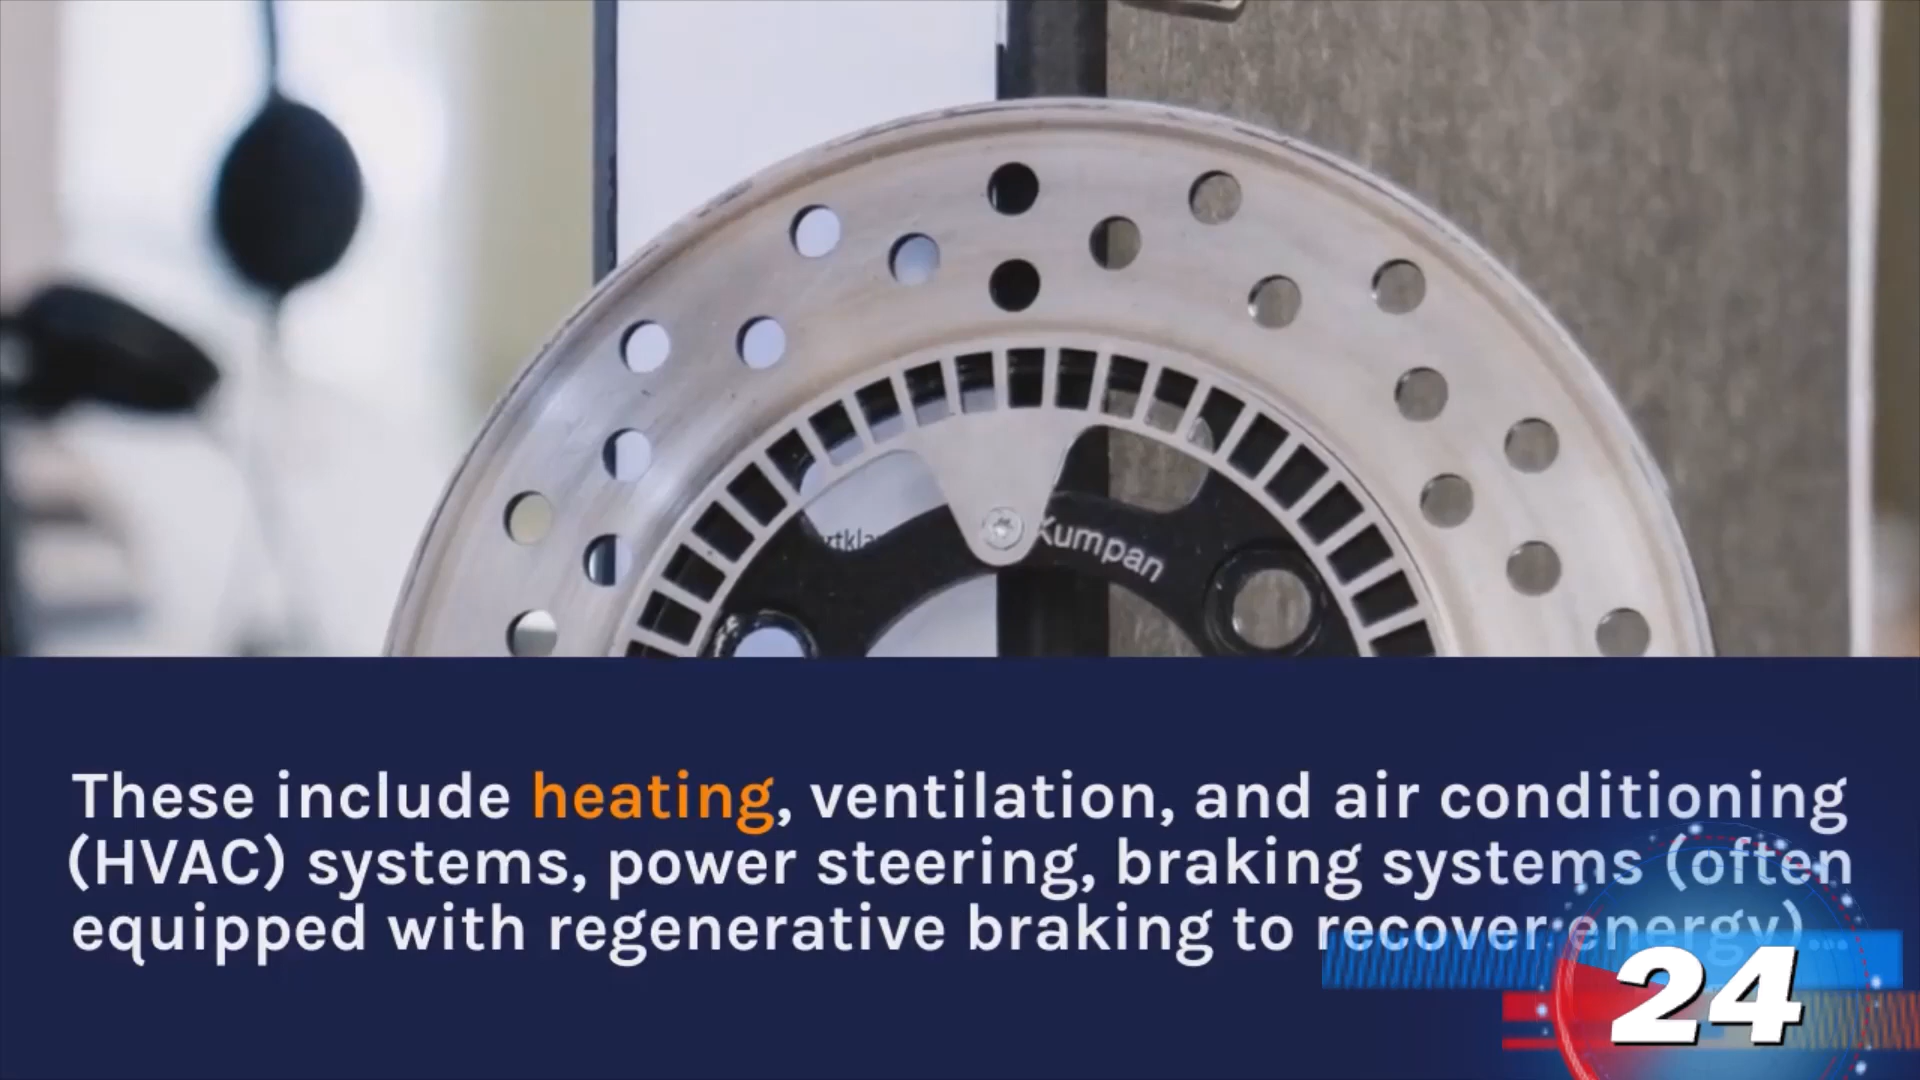 Kumpan
These include heating, ventilation, and air conditioning
(HVAC) systems, power steering, braking systems (often
equipped with regenerative braking to recover energy)...
24